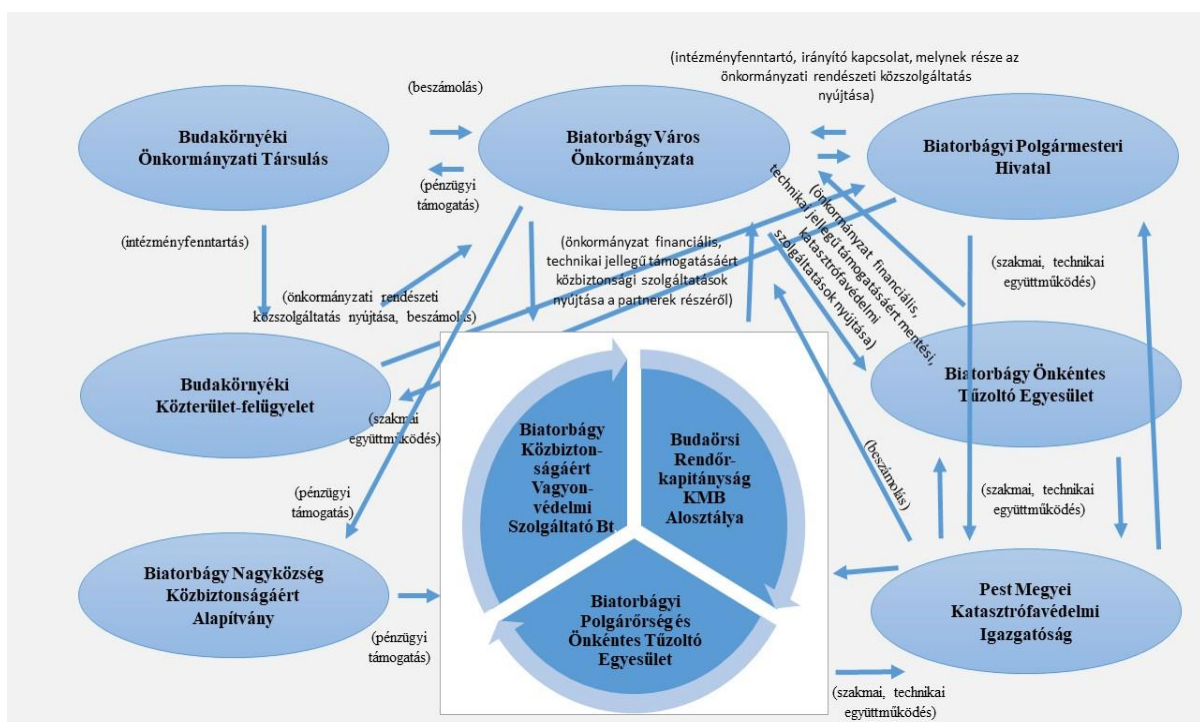 (intézményfenntartó, irányító kapcsolat, melynek része az
önkormányzati rendészeti közszolgáltatás
nyújtása)
(beszámolás)
Budakörnyéki
Önkormányzati Társulás
Biatorbágy Város
Önkormányzata
Biatorbágyi Polgármesteri
Hivatal
(pénzügyi
támogatás)
(intézményfenntartás)
(önkormányzat financiális,
technikai jellegű támogatásáért
közbiztonsági szolgáltatások
nyújtása a partnerek részéről)
(önkormányzat financiális,
technikai jellegű támogatásáért mentési,
katasztrófavédelmi
szolgáltatások nyújtása)
(szakmai, technikai
együttműködés)
(önkormányzati rendészeti
közszolgáltatás nyújtása, beszámolás)
Budakörnyéki
Közterület-felügyelet
Biatorbágy Önkéntes
Tűzoltó Egyesület
(szakmai
együttműködés)
Biatorbágy
Közbizton-
ságáért
Vagyon-
védelmi
Szolgáltató Bt
Budaörsi
Rendőr-
kapitányság
KMB
Alosztálya
(beszámolás)
(pénzügyi
támogatás)
(szakmai, technikai
együttműködés)
Biatorbágy Nagyközség
Közbiztonságáért
Alapítvány
Biatorbágyi
Polgárőrség és
Önkéntes Tűzoltó
Egyesület
Pest Megyei
Katasztrófavédelmi
Igazgatóság
(pénzügyi
támogatás)
(szakmai, technikai
együttműködés)